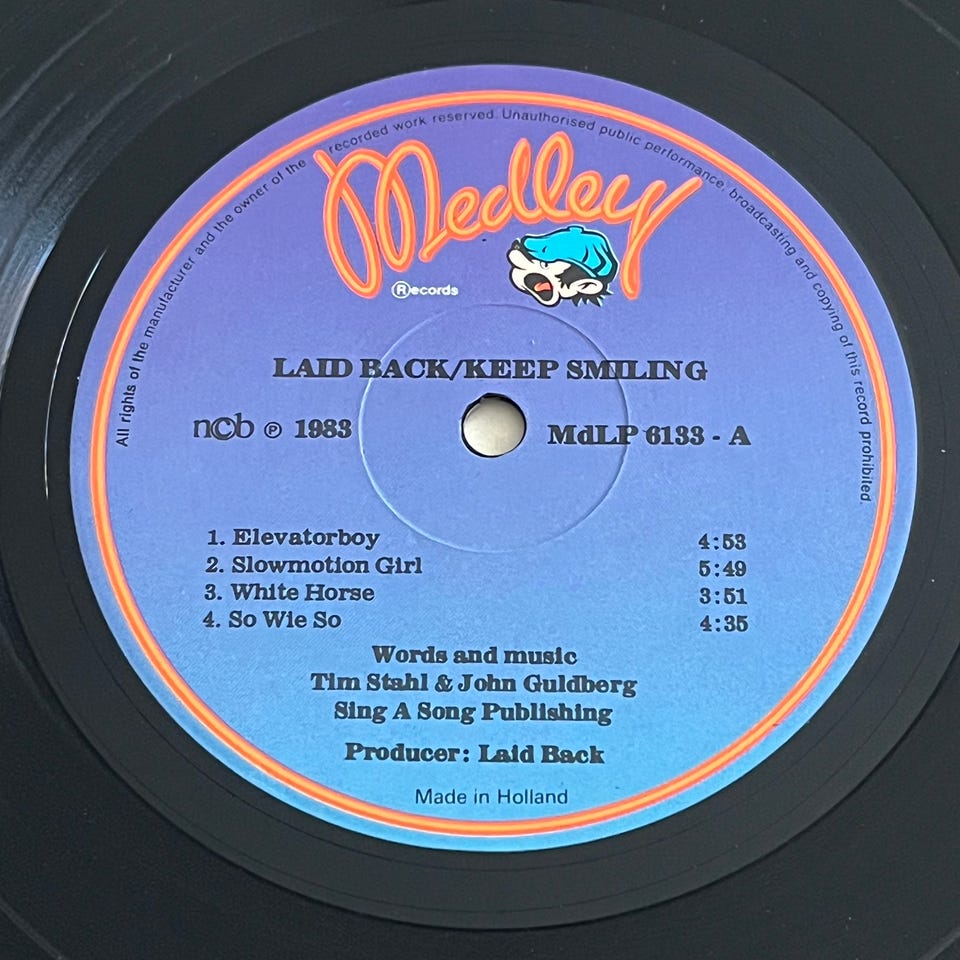 All rights of the manufacturer and the owner of the recorded work reserved. Unauthorised public performance, broadcasting and copying of this record prohibited.
Medley
®ecords
LAID BACK/KEEP SMILING
ncb ℗ 1983
MdLP 6133 - A
1. Elevatorboy 4:53
2. Slowmotion Girl 5:49
3. White Horse 3:51
4. So Wie So 4:35
Words and music
Tim Stahl & John Guldberg
Sing A Song Publishing
Producer: Laid Back
Made in Holland